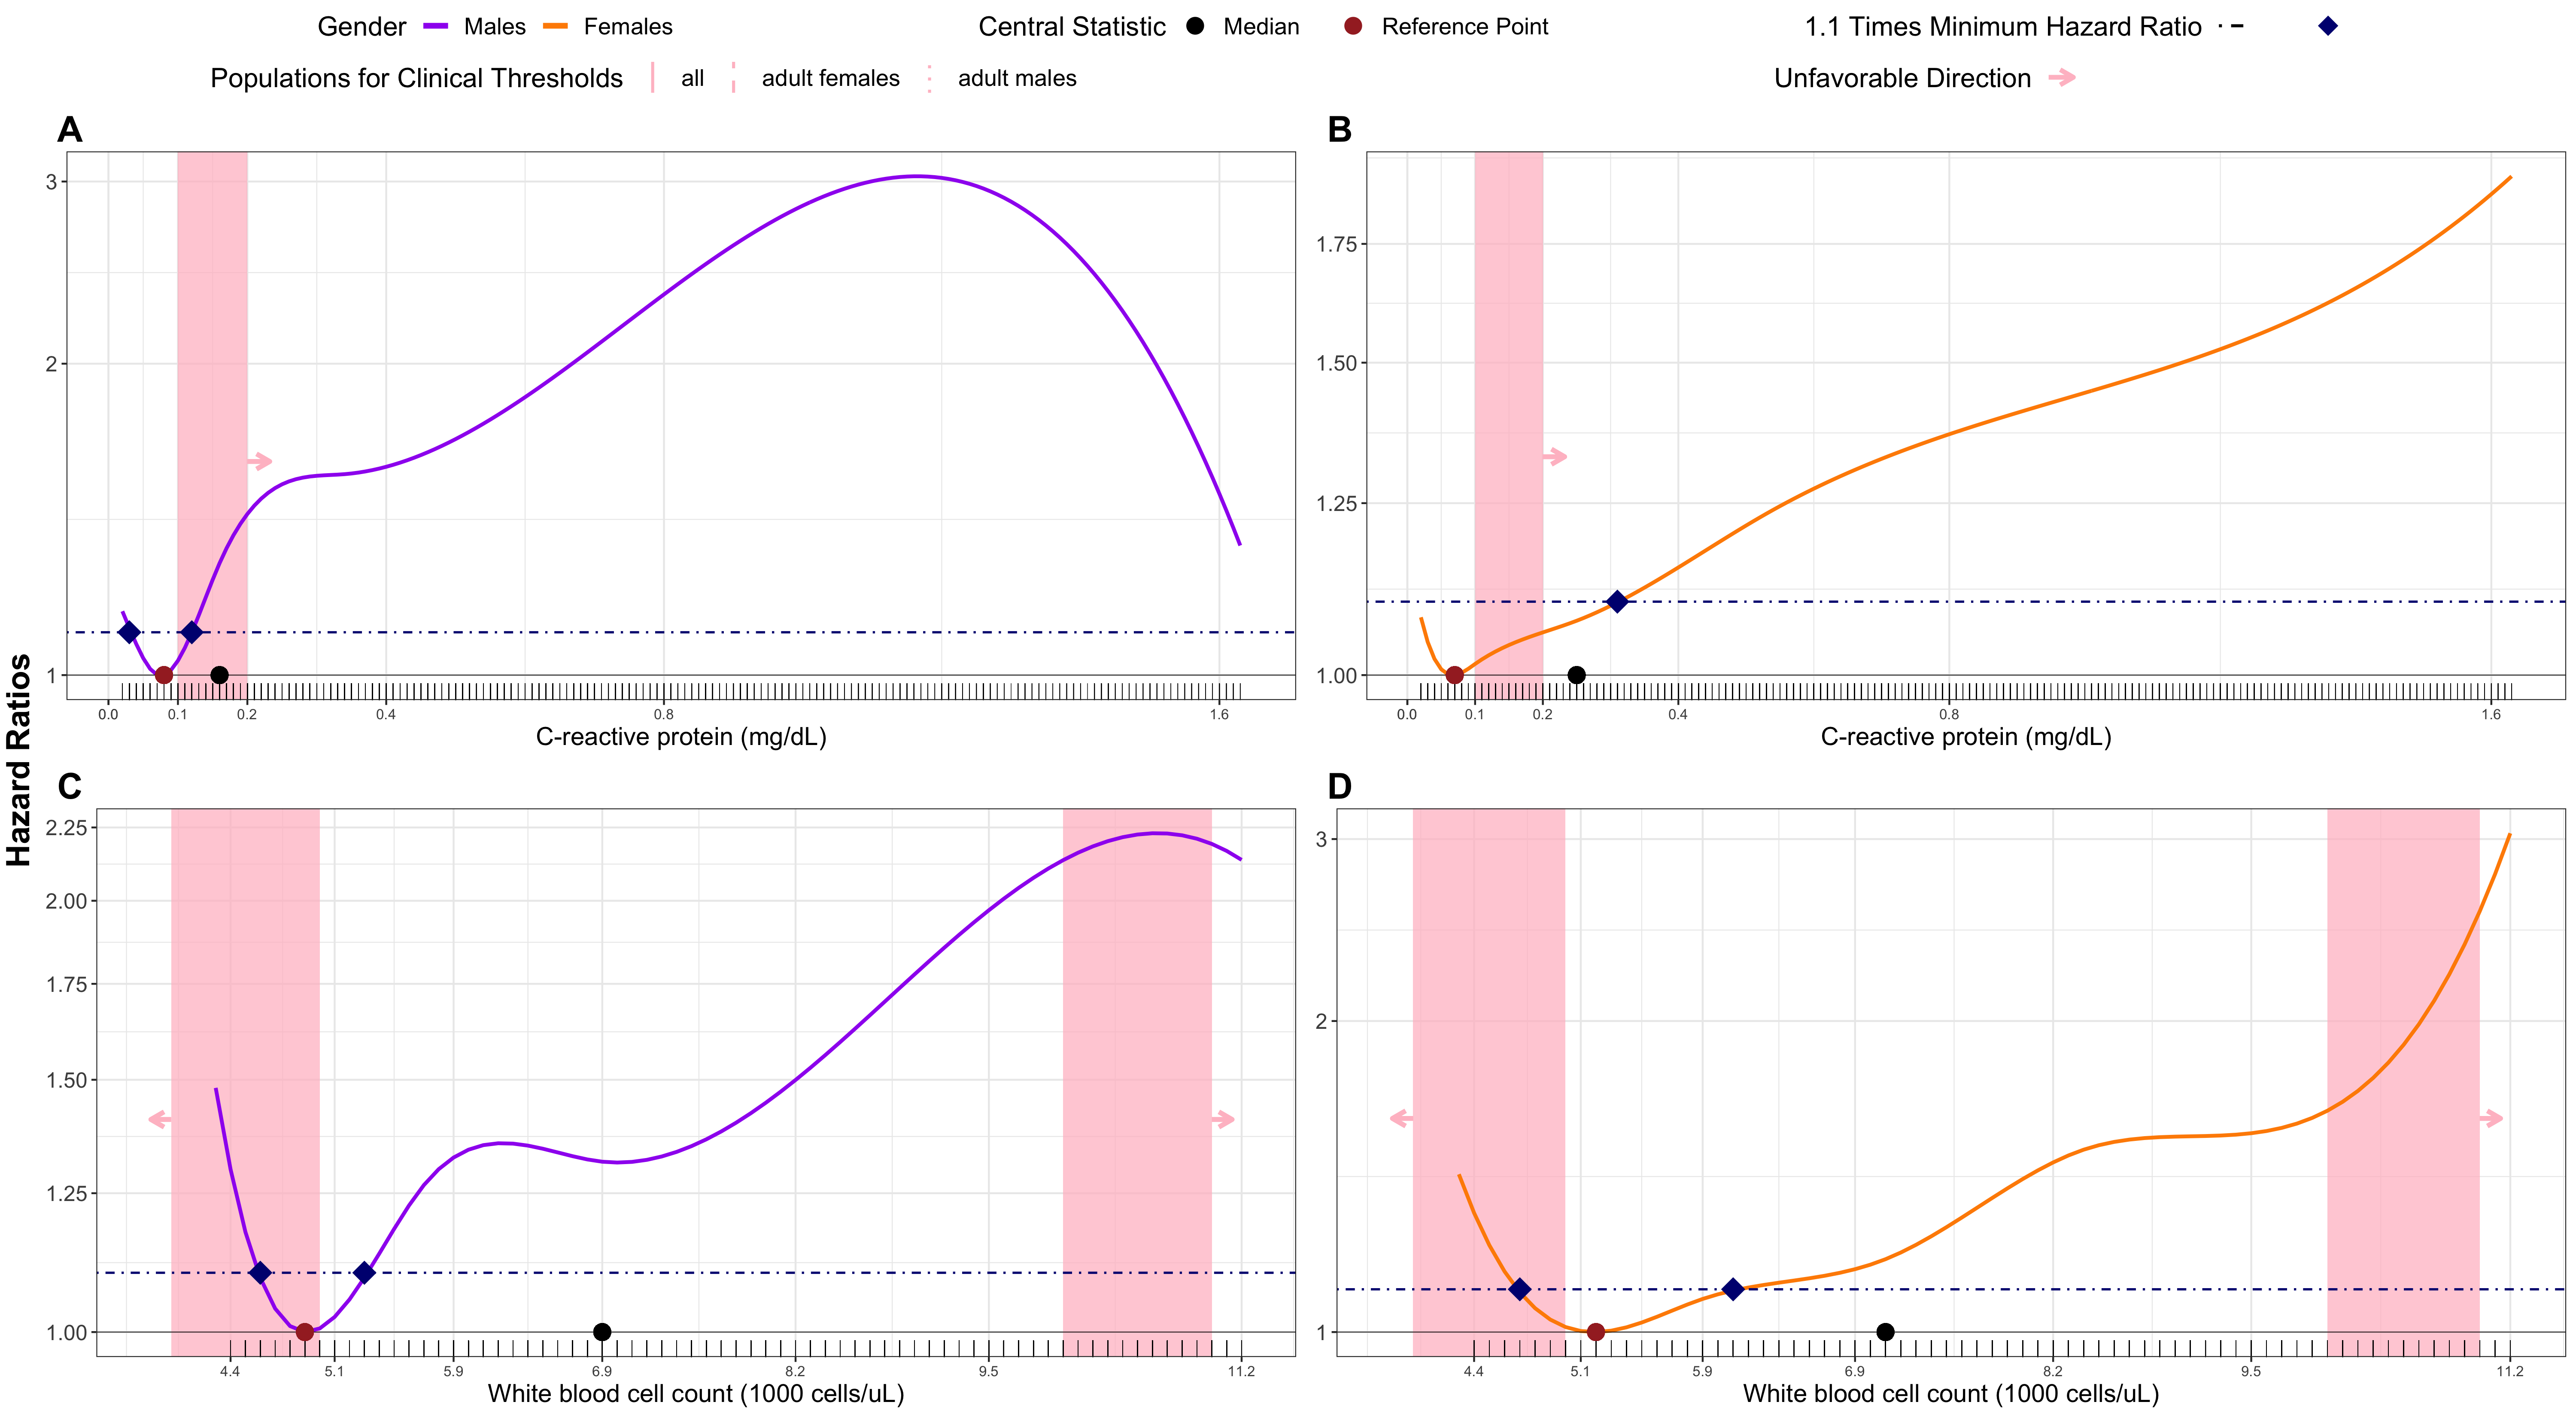 Gender Males Females Central Statistic Median Reference Point 1.1 Times Minimum Hazard Ratio
Populations for Clinical Thresholds all adult females adult males Unfavorable Direction
Hazard Ratios
A
3
2
1
0.0 0.1 0.2 0.4 0.8 1.6
C-reactive protein (mg/dL)
B
1.75
1.50
1.25
1.00
0.0 0.1 0.2 0.4 0.8 1.6
C-reactive protein (mg/dL)
C
2.25
2.00
1.75
1.50
1.25
1.00
4.4 5.1 5.9 6.9 8.2 9.5 11.2
White blood cell count (1000 cells/uL)
D
3
2
1
4.4 5.1 5.9 6.9 8.2 9.5 11.2
White blood cell count (1000 cells/uL)